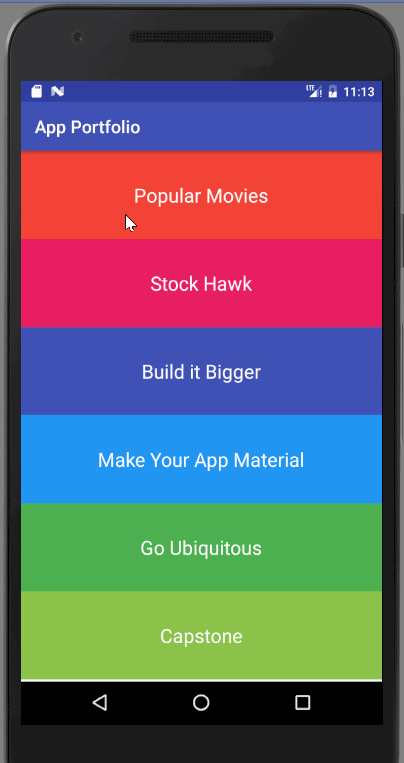 LTE 11:13
App Portfolio
Popular Movies
Stock Hawk
Build it Bigger
Make Your App Material
Go Ubiquitous
Capstone